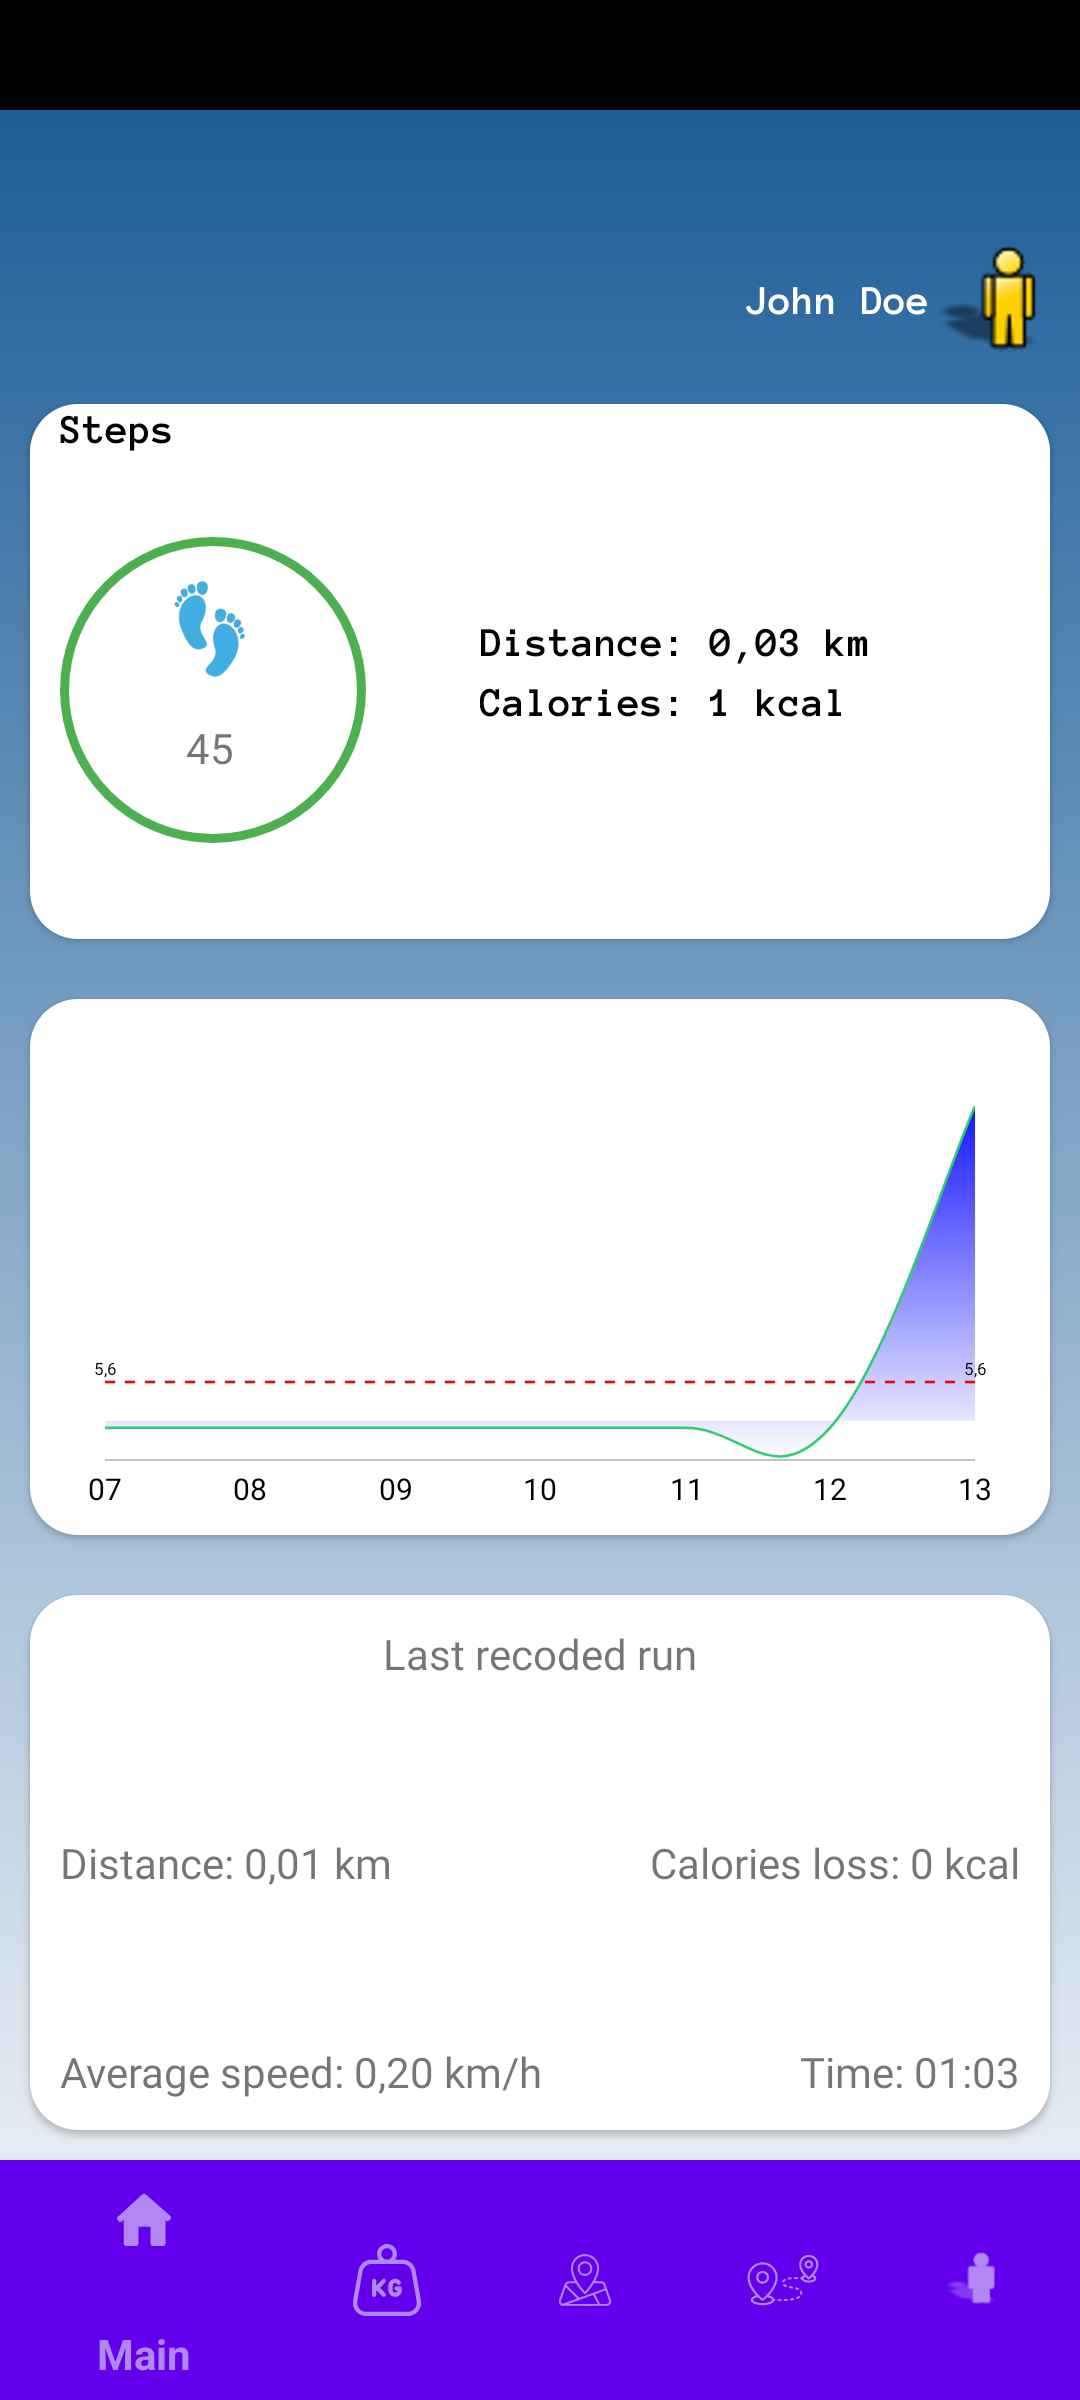 John Doe
Steps
45
Distance: 0,03 km
Calories: 1 kcal
5,6 5,6
07 08 09 10 11 12 13
Last recoded run
Distance: 0,01 km Calories loss: 0 kcal
Average speed: 0,20 km/h Time: 01:03
KG
Main